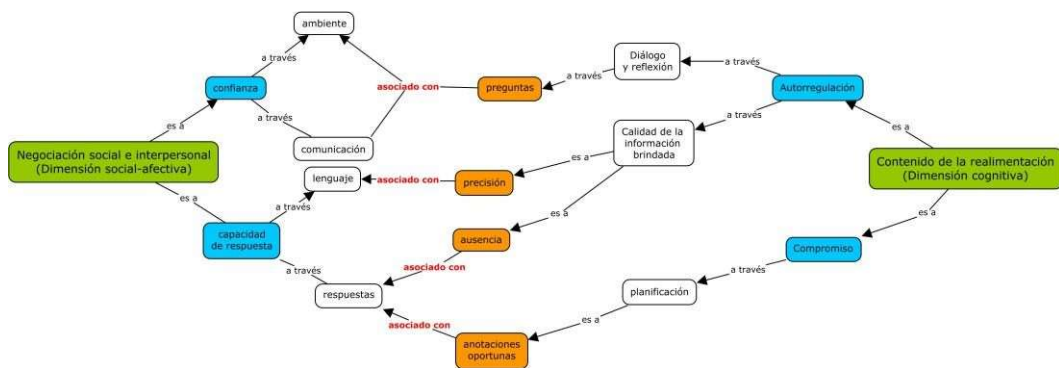 ambiente
a través
confianza
a través
comunicación
es a
Negociación social e interpersonal
(Dimensión social-afectiva)
es a
lenguaje
a través
capacidad
de respuesta
a través
respuestas
asociado con
preguntas
a través
Diálogo
y reflexión
a través
Autorregulación
a través
Calidad de la
información
brindada
es a
asociado con
precisión
es a
ausencia
asociado con
es a
Contenido de la realimentación
(Dimensión cognitiva)
es a
Compromiso
a través
planificación
es a
asociado con
anotaciones
oportunas